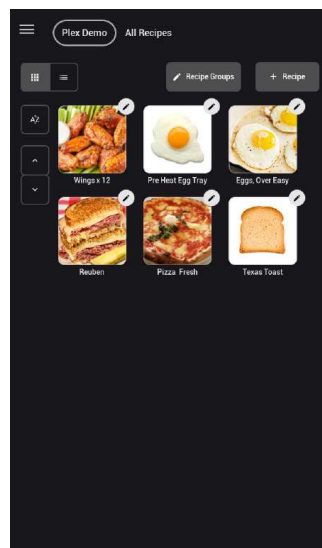 Plex Demo All Recipes
Recipe Groups + Recipe
AZ
Wings x 12 Pre Heat Egg Tray Eggs, Over Easy
Reuben Pizza Fresh Texas Toast